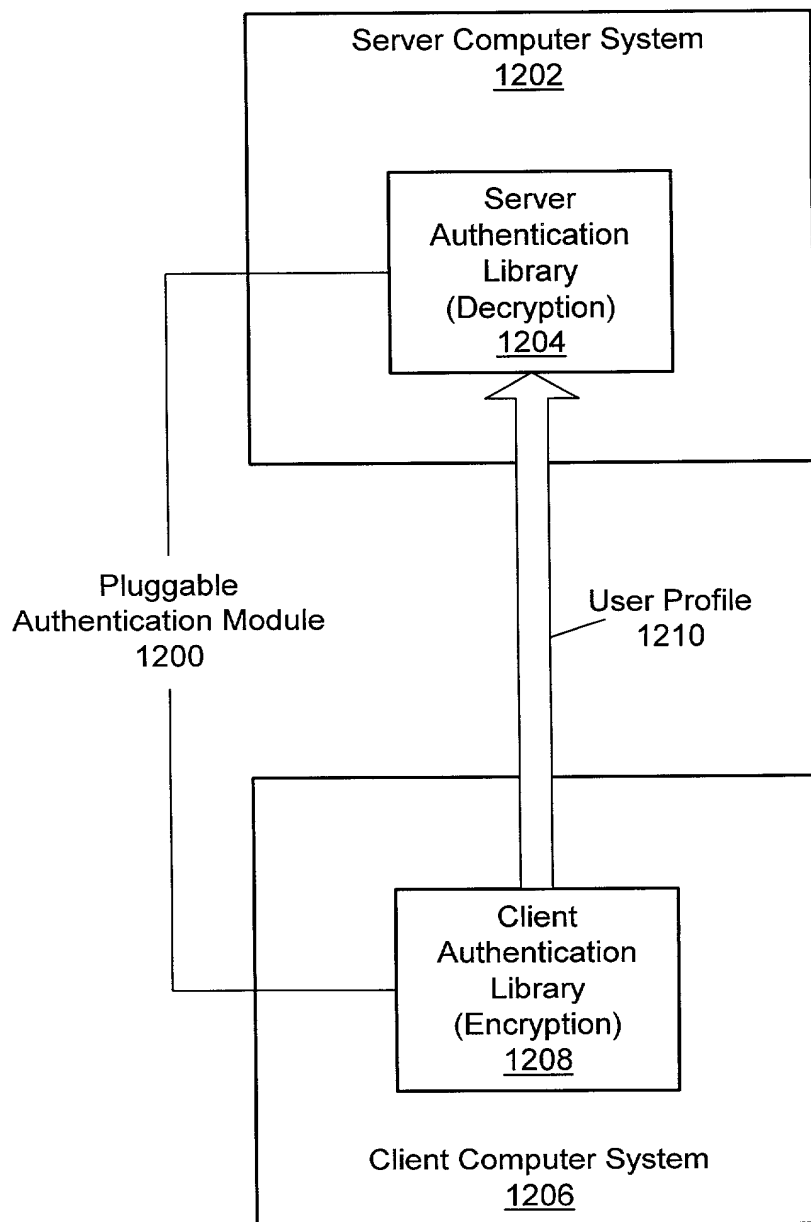 Server Computer System
1202
Server
Authentication
Library
(Decryption)
1204
Pluggable
Authentication Module
1200
User Profile
1210
Client
Authentication
Library
(Encryption)
1208
Client Computer System
1206